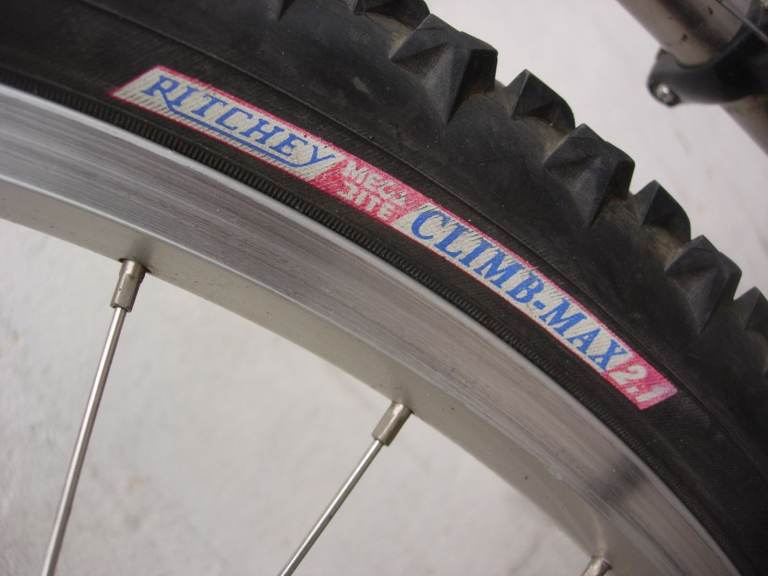 RITCHEY MEGA BITE CLIMB-MAX 2.1